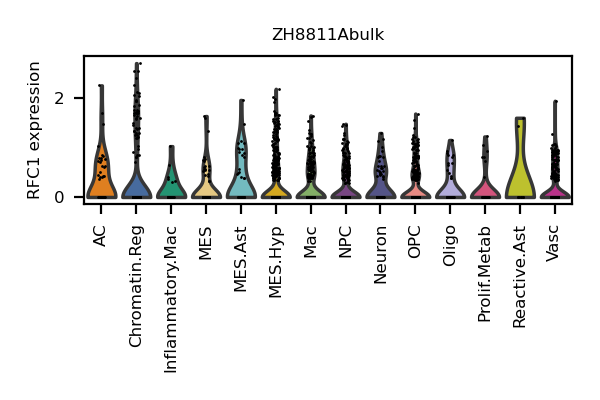 ZH8811Abulk
RFC1 expression
2
0
AC
Chromatin.Reg
Inflammatory.Mac
MES
MES.Ast
MES.Hyp
Mac
NPC
Neuron
OPC
Oligo
Prolif.Metab
Reactive.Ast
Vasc